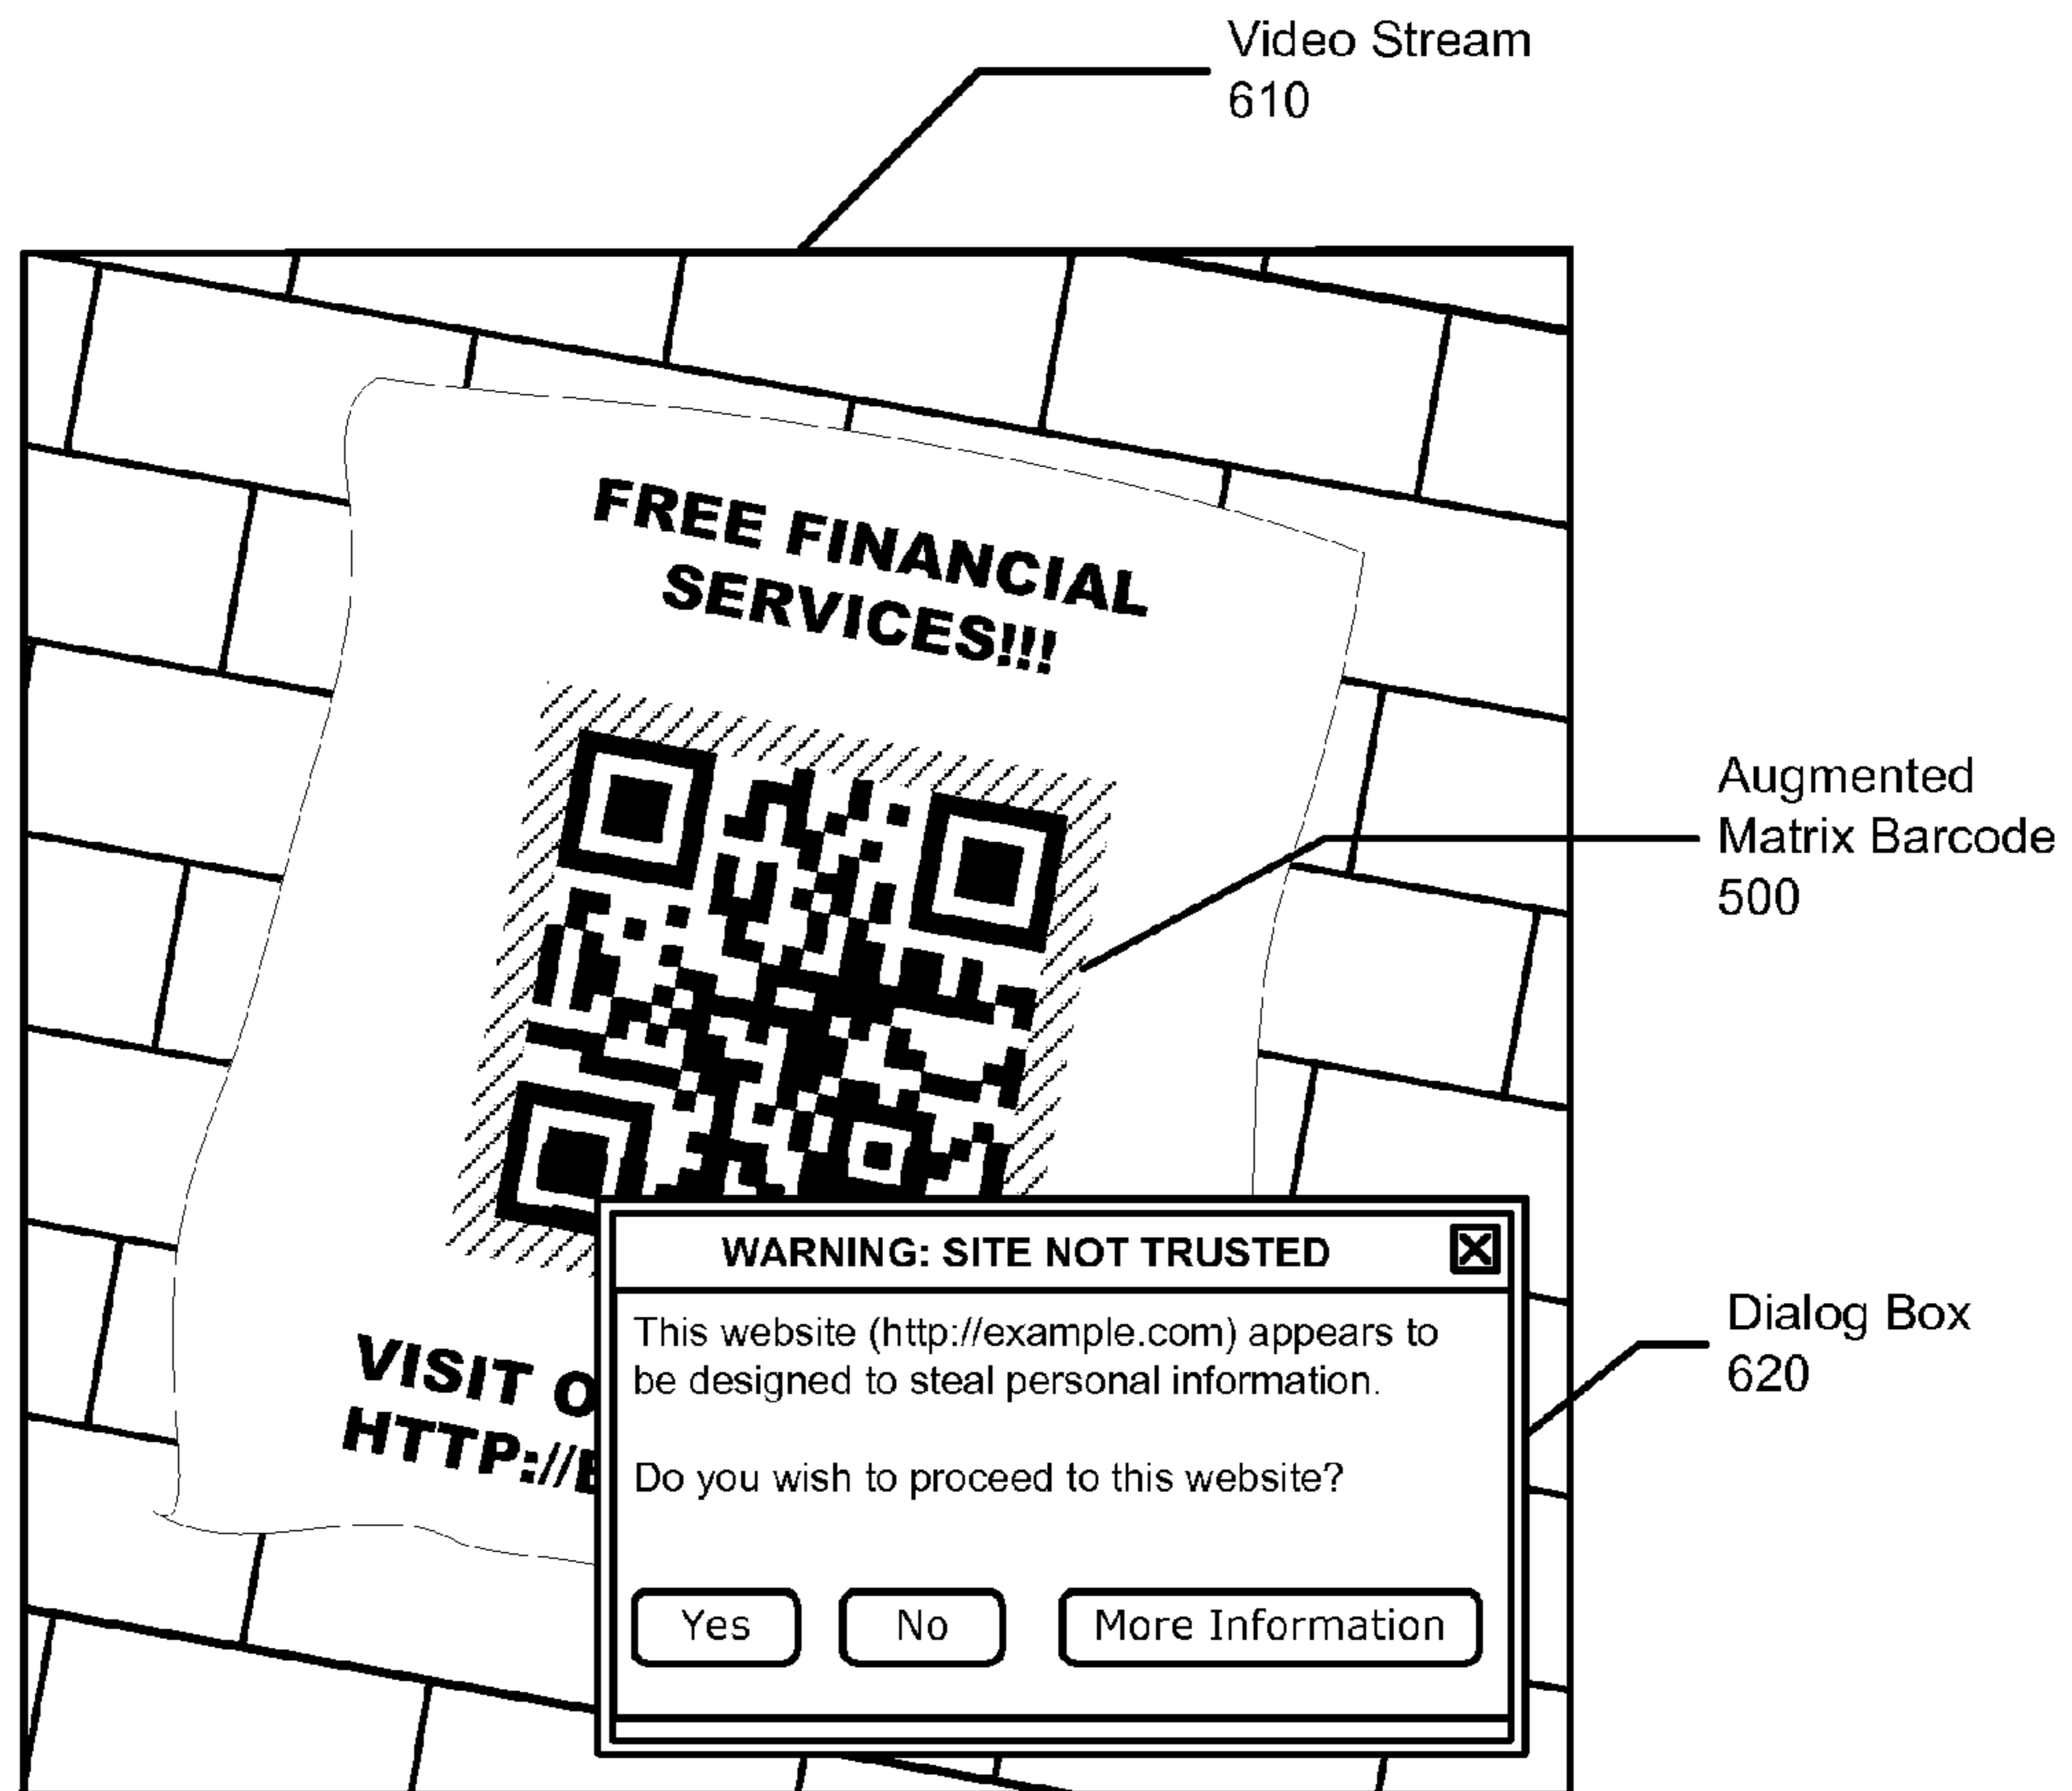 Video Stream
610
FREE FINANCIAL
SERVICES!!!
Augmented
Matrix Barcode
500
WARNING: SITE NOT TRUSTED
This website (http://example.com) appears to
be designed to steal personal information.
Do you wish to proceed to this website?
Yes No More Information
Dialog Box
620
VISIT O
HTTP://E